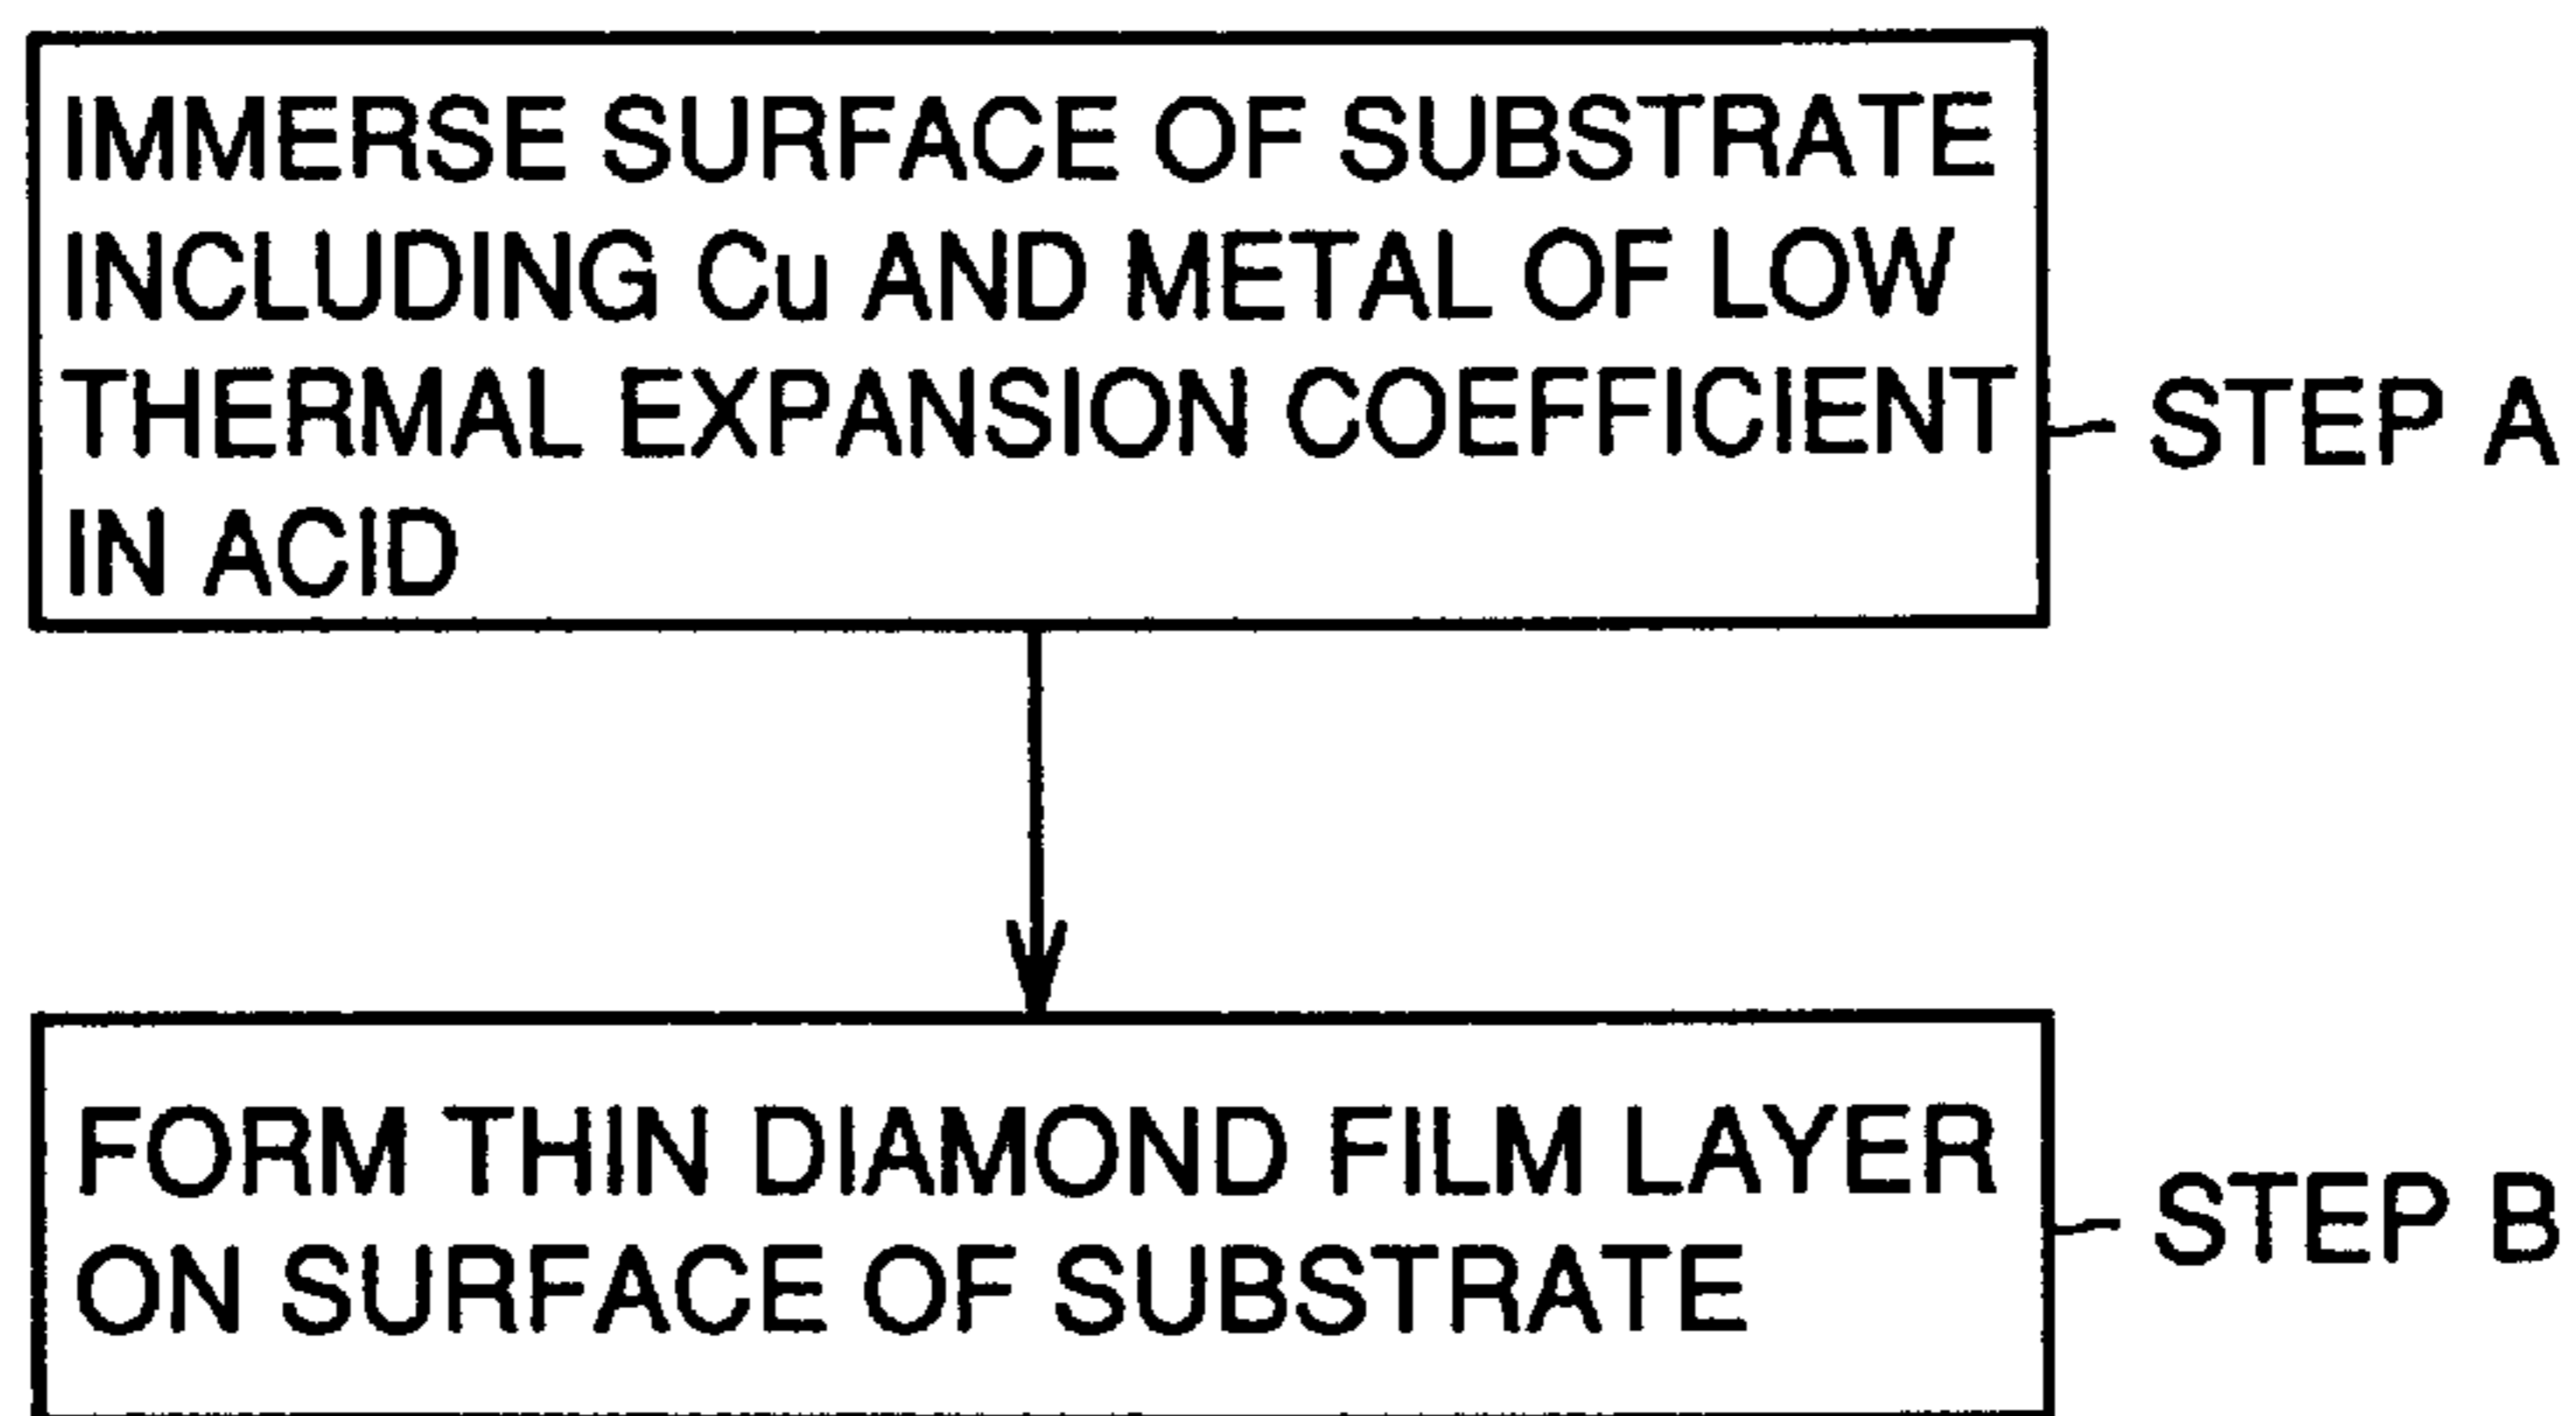 IMMERSE SURFACE OF SUBSTRATE
INCLUDING Cu AND METAL OF LOW
THERMAL EXPANSION COEFFICIENT
IN ACID
STEP A
FORM THIN DIAMOND FILM LAYER
ON SURFACE OF SUBSTRATE
STEP B